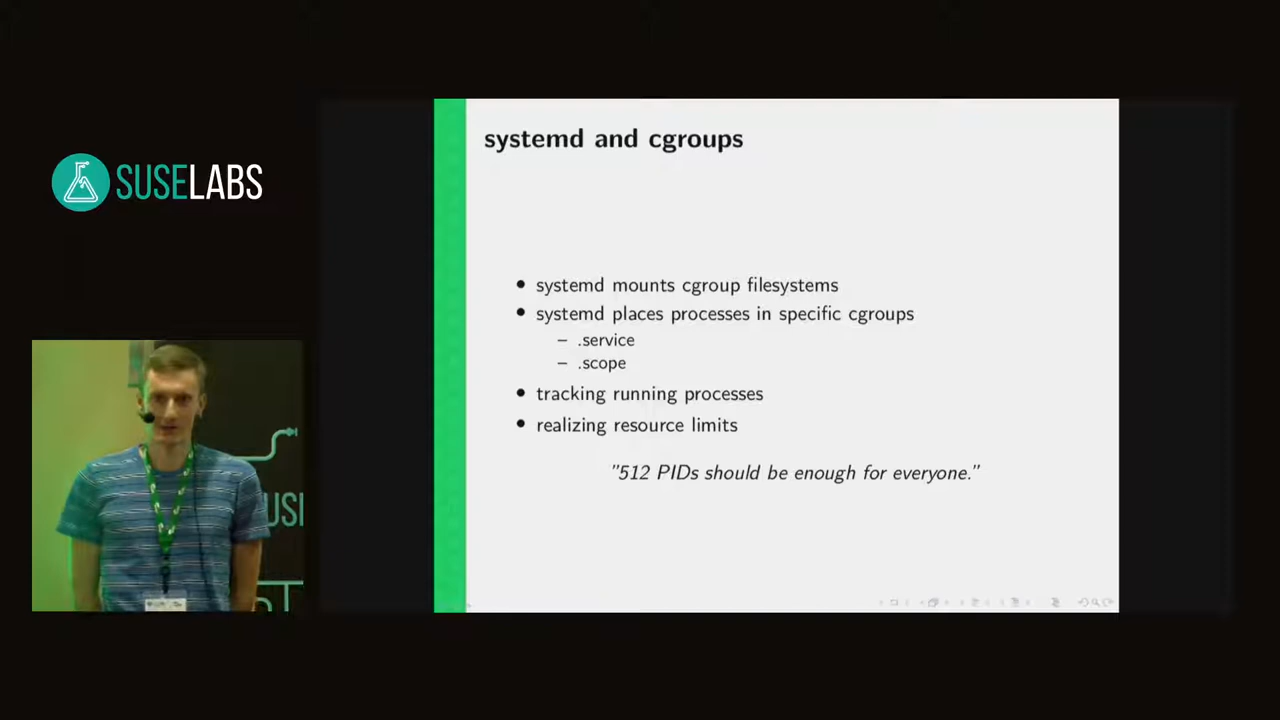 SUSELABS
systemd and cgroups
• systemd mounts cgroup filesystems
• systemd places processes in specific cgroups
– .service
– .scope
• tracking running processes
• realizing resource limits
"512 PIDs should be enough for everyone."
USE